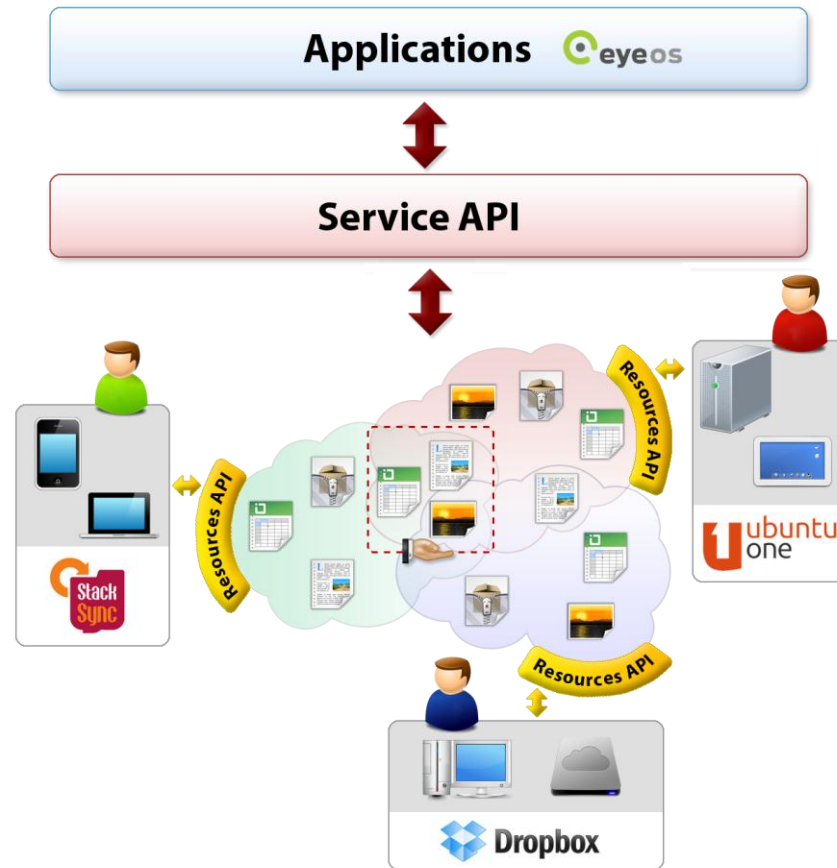 Applications eyeos
Service API
Resources API
ubuntu
one
Resources API
Stack
Sync
Resources API
Dropbox